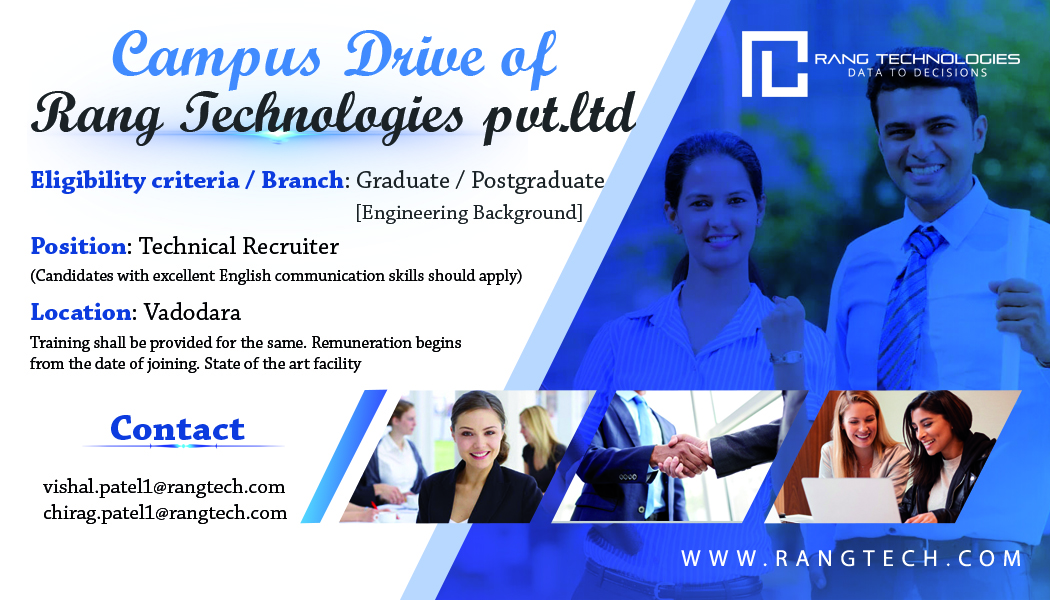 Campus Drive of
Rang Technologies pvt.ltd
RANG TECHNOLOGIES
DATA TO DECISIONS
Eligibility criteria / Branch: Graduate / Postgraduate
[Engineering Background]
Position: Technical Recruiter
(Candidates with excellent English communication skills should apply)
Location: Vadodara
Training shall be provided for the same. Remuneration begins
from the date of joining. State of the art facility
Contact
vishal.patel1@rangtech.com
chirag.patel1@rangtech.com
WWW.RANGTECH.COM